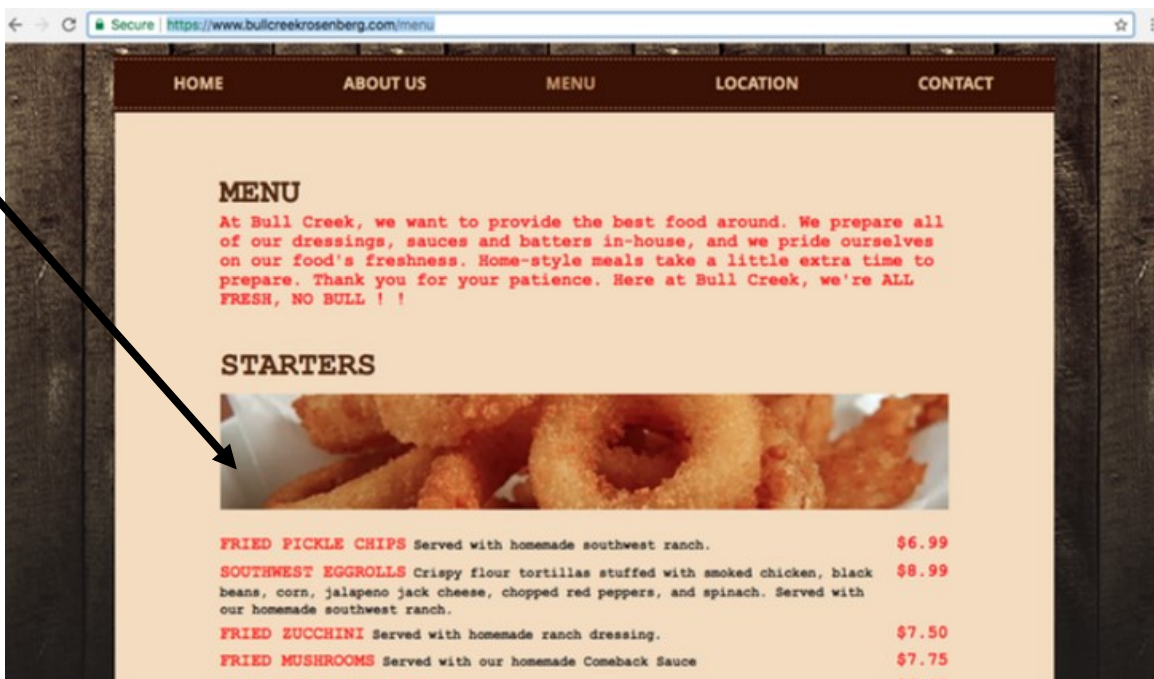 Secure | https://www.bullcreekrosenberg.com/menu
HOME ABOUT US MENU LOCATION CONTACT
MENU
At Bull Creek, we want to provide the best food around. We prepare all
of our dressings, sauces and batters in-house, and we pride ourselves
on our food's freshness. Home-style meals take a little extra time to
prepare. Thank you for your patience. Here at Bull Creek, we're ALL
FRESH, NO BULL ! !
STARTERS
FRIED PICKLE CHIPS Served with homemade southwest ranch. $6.99
SOUTHWEST EGGROLLS Crispy flour tortillas stuffed with smoked chicken, black $8.99
beans, corn, jalapeno jack cheese, chopped red peppers, and spinach. Served with
our homemade southwest ranch.
FRIED ZUCCHINI Served with homemade ranch dressing. $7.50
FRIED MUSHROOMS Served with our homemade Comeback Sauce $7.75